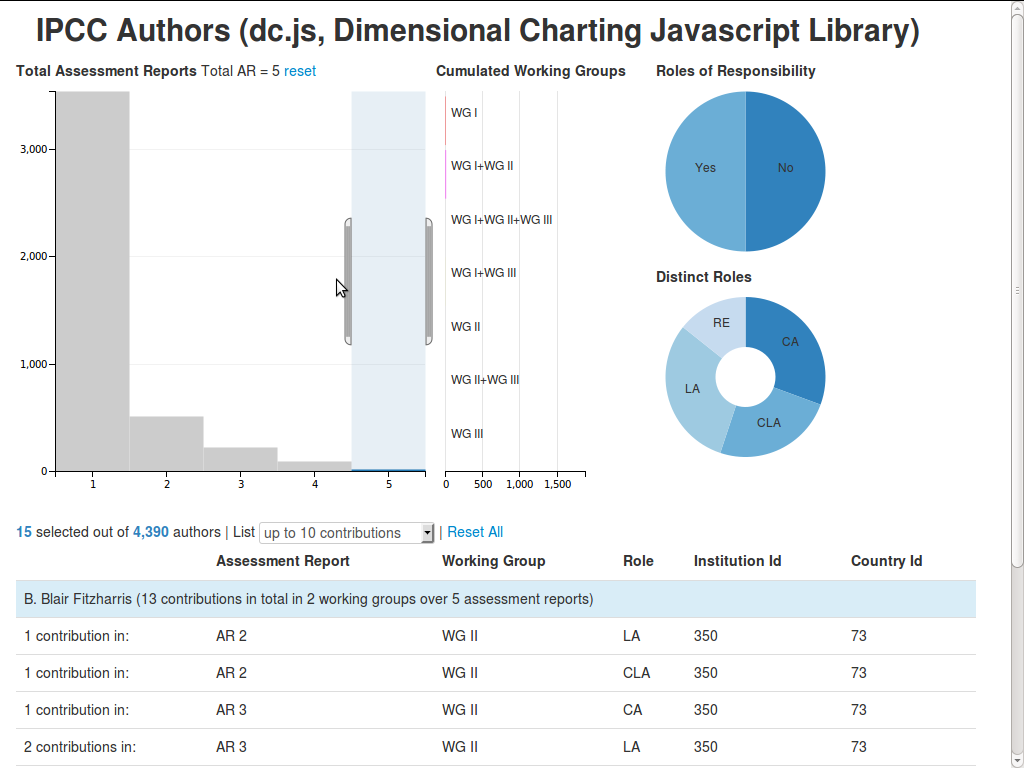 IPCC Authors (dc.js, Dimensional Charting Javascript Library)
Total Assessment Reports Total AR = 5 reset
Cumulated Working Groups
Roles of Responsibility
3,000
2,000
1,000
0
1 2 3 4 5
WG I
WG I+WG II
WG I+WG II+WG III
WG I+WG III
WG II
WG II+WG III
WG III
0 500 1,000 1,500
Yes No
Distinct Roles
RE CA
LA CLA
15 selected out of 4,390 authors | List up to 10 contributions | Reset All
Assessment Report Working Group Role Institution Id Country Id
B. Blair Fitzharris (13 contributions in total in 2 working groups over 5 assessment reports)
1 contribution in: AR 2 WG II LA 350 73
1 contribution in: AR 2 WG II CLA 350 73
1 contribution in: AR 3 WG II CA 350 73
2 contributions in: AR 3 WG II LA 350 73